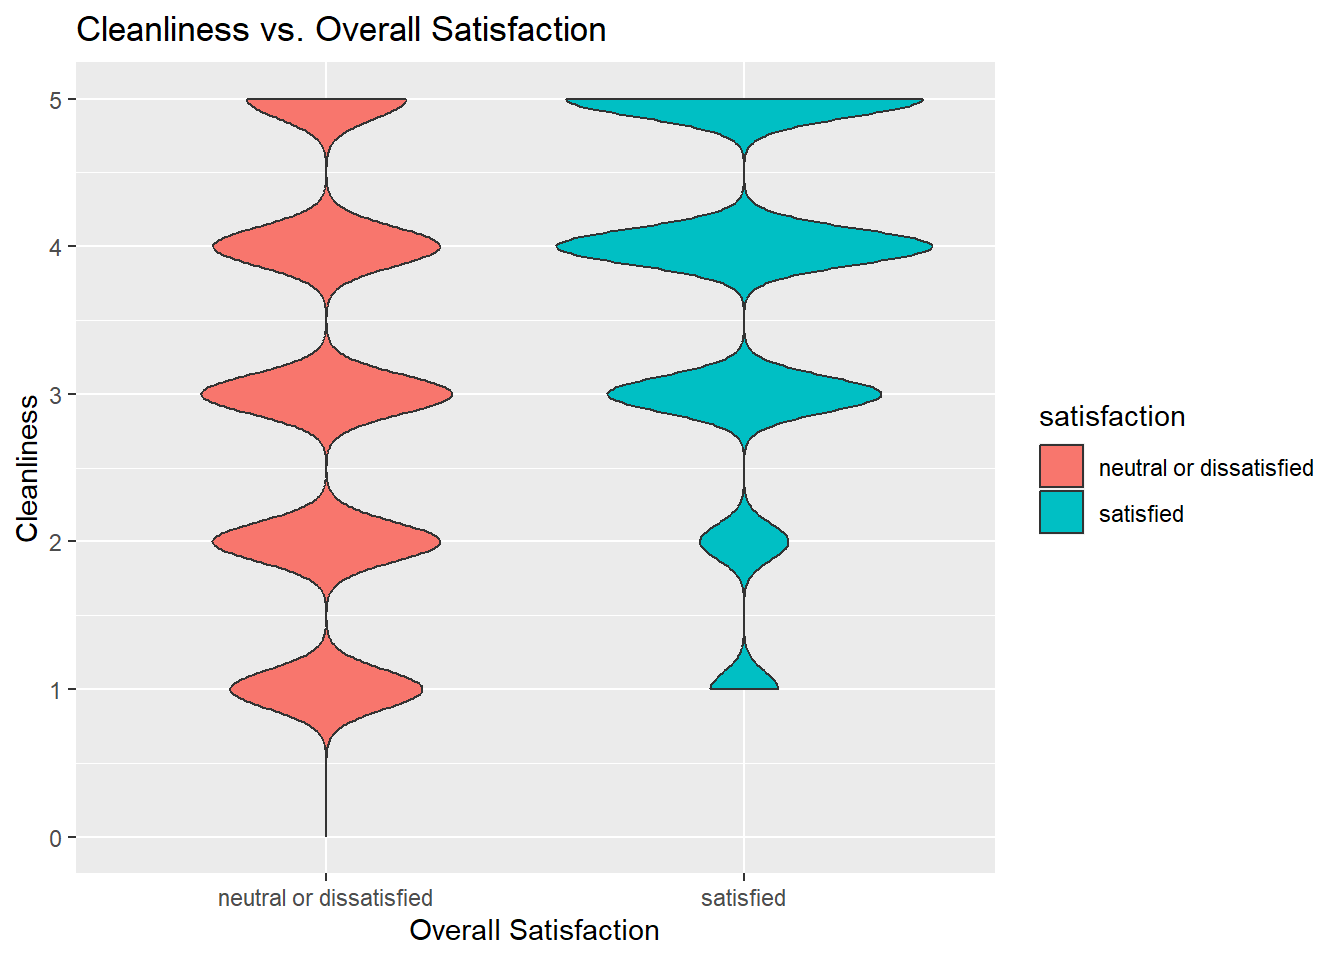 Cleanliness vs. Overall Satisfaction
5
4
3
2
1
0
Cleanliness
neutral or dissatisfied
satisfied
Overall Satisfaction
satisfaction
neutral or dissatisfied
satisfied